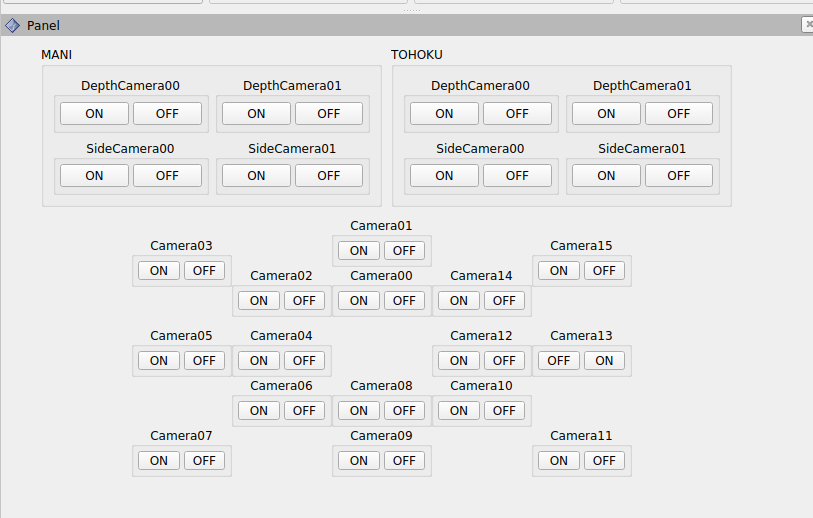 Panel
MANI TOHOKU
DepthCamera00 DepthCamera01 DepthCamera00 DepthCamera01
ON OFF ON OFF ON OFF ON OFF
SideCamera00 SideCamera01 SideCamera00 SideCamera01
ON OFF ON OFF ON OFF ON OFF
Camera01
Camera03 ON OFF Camera15
ON OFF ON OFF
Camera02 Camera00 Camera14
ON OFF ON OFF ON OFF
Camera05 Camera04 Camera12 Camera13
ON OFF ON OFF ON OFF OFF ON
Camera06 Camera08 Camera10
ON OFF ON OFF ON OFF
Camera07 Camera09 Camera11
ON OFF ON OFF ON OFF